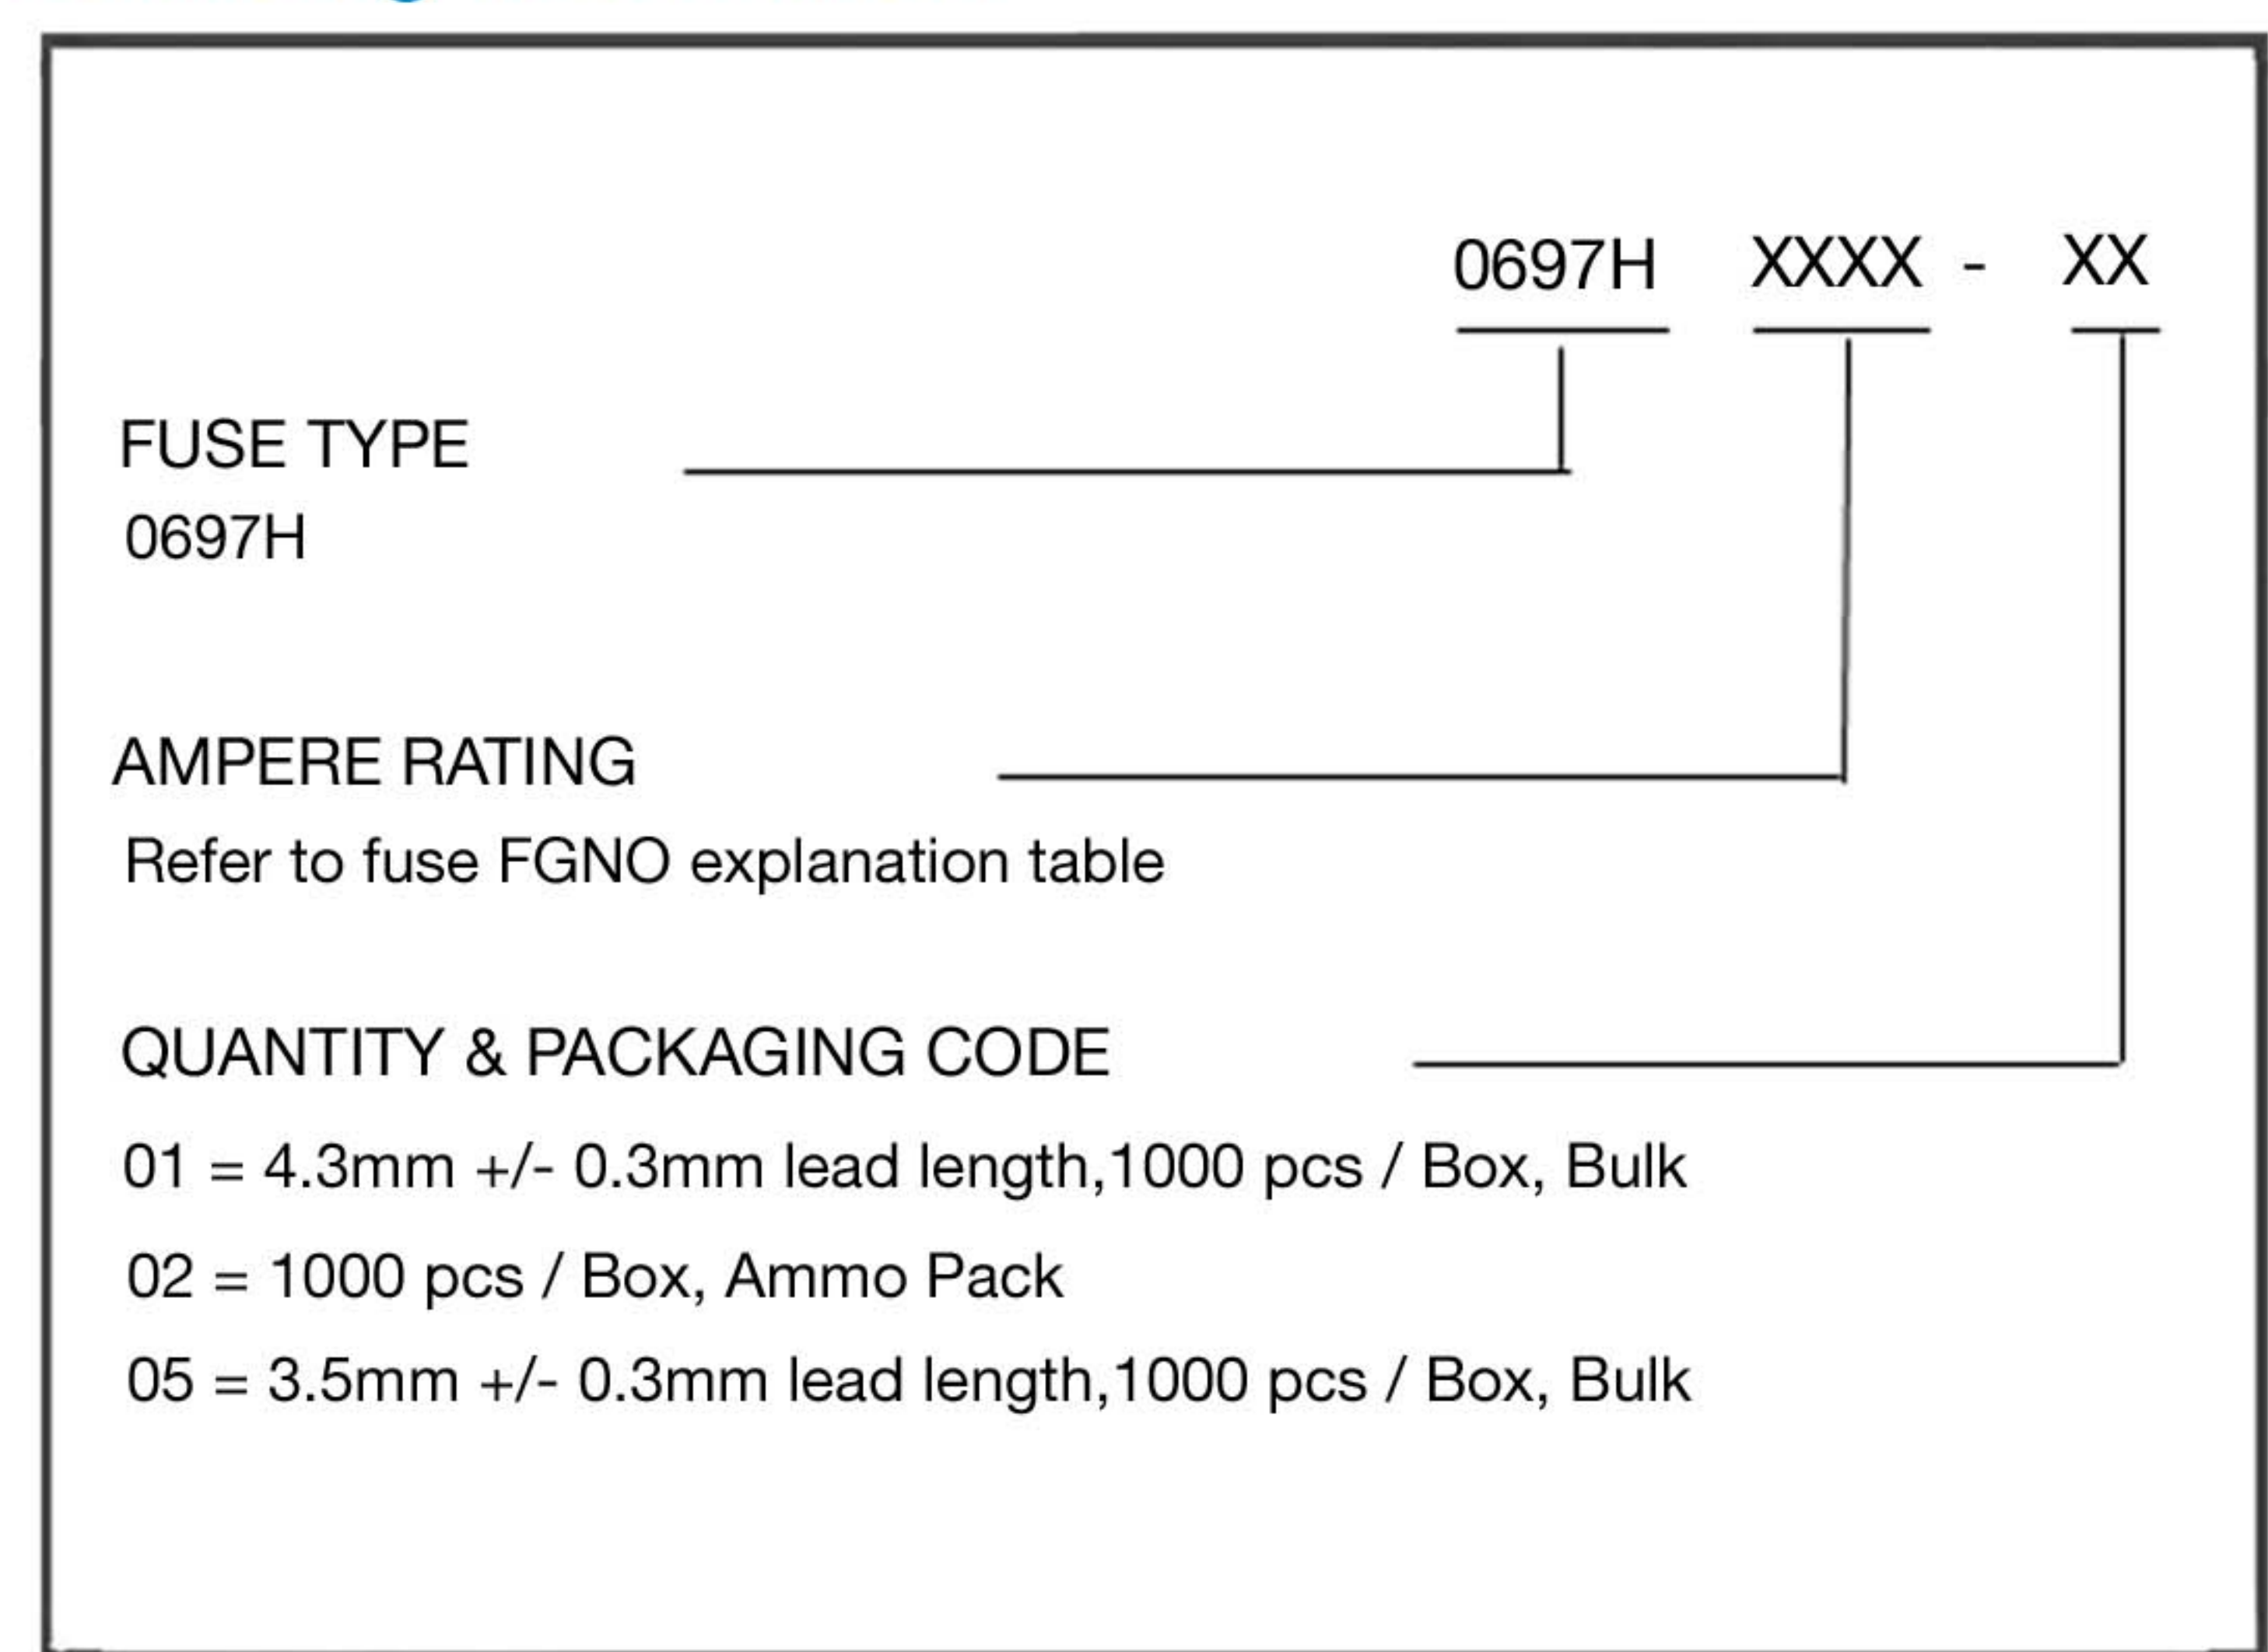 0697H XXXX - XX
FUSE TYPE
0697H
AMPERE RATING
Refer to fuse FGNO explanation table
QUANTITY & PACKAGING CODE
01 = 4.3mm +/- 0.3mm lead length,1000 pcs / Box, Bulk
02 = 1000 pcs / Box, Ammo Pack
05 = 3.5mm +/- 0.3mm lead length,1000 pcs / Box, Bulk